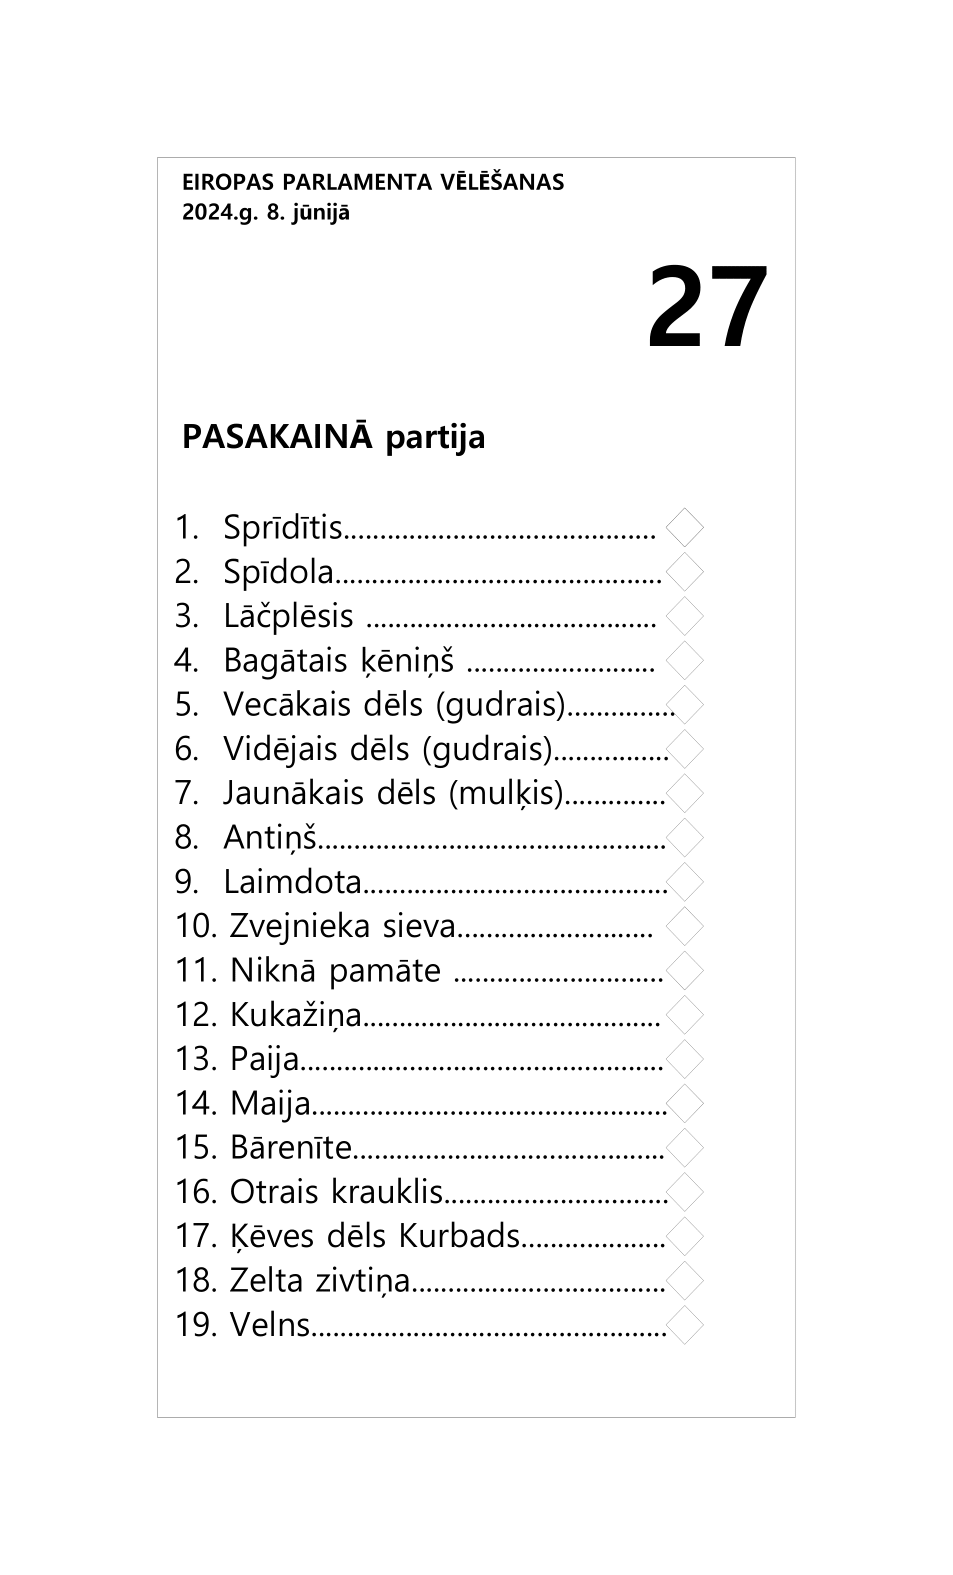 EIROPAS PARLAMENTA VĒLĒŠANAS
2024.g. 8. jūnijā
27
PASAKAINĀ partija
1. Sprīdītis...........................................
2. Spīdola.............................................
3. Lāčplēsis ........................................
4. Bagātais ķēniņš ..........................
5. Vecākais dēls (gudrais)...............
6. Vidējais dēls (gudrais)................
7. Jaunākais dēls (mulķis)..............
8. Antiņš................................................
9. Laimdota..........................................
10. Zvejnieka sieva...........................
11. Niknā pamāte .............................
12. Kukažiņa.........................................
13. Paija..................................................
14. Maija.................................................
15. Bārenīte...........................................
16. Otrais krauklis...............................
17. Ķēves dēls Kurbads....................
18. Zelta zivtiņa...................................
19. Velns.................................................